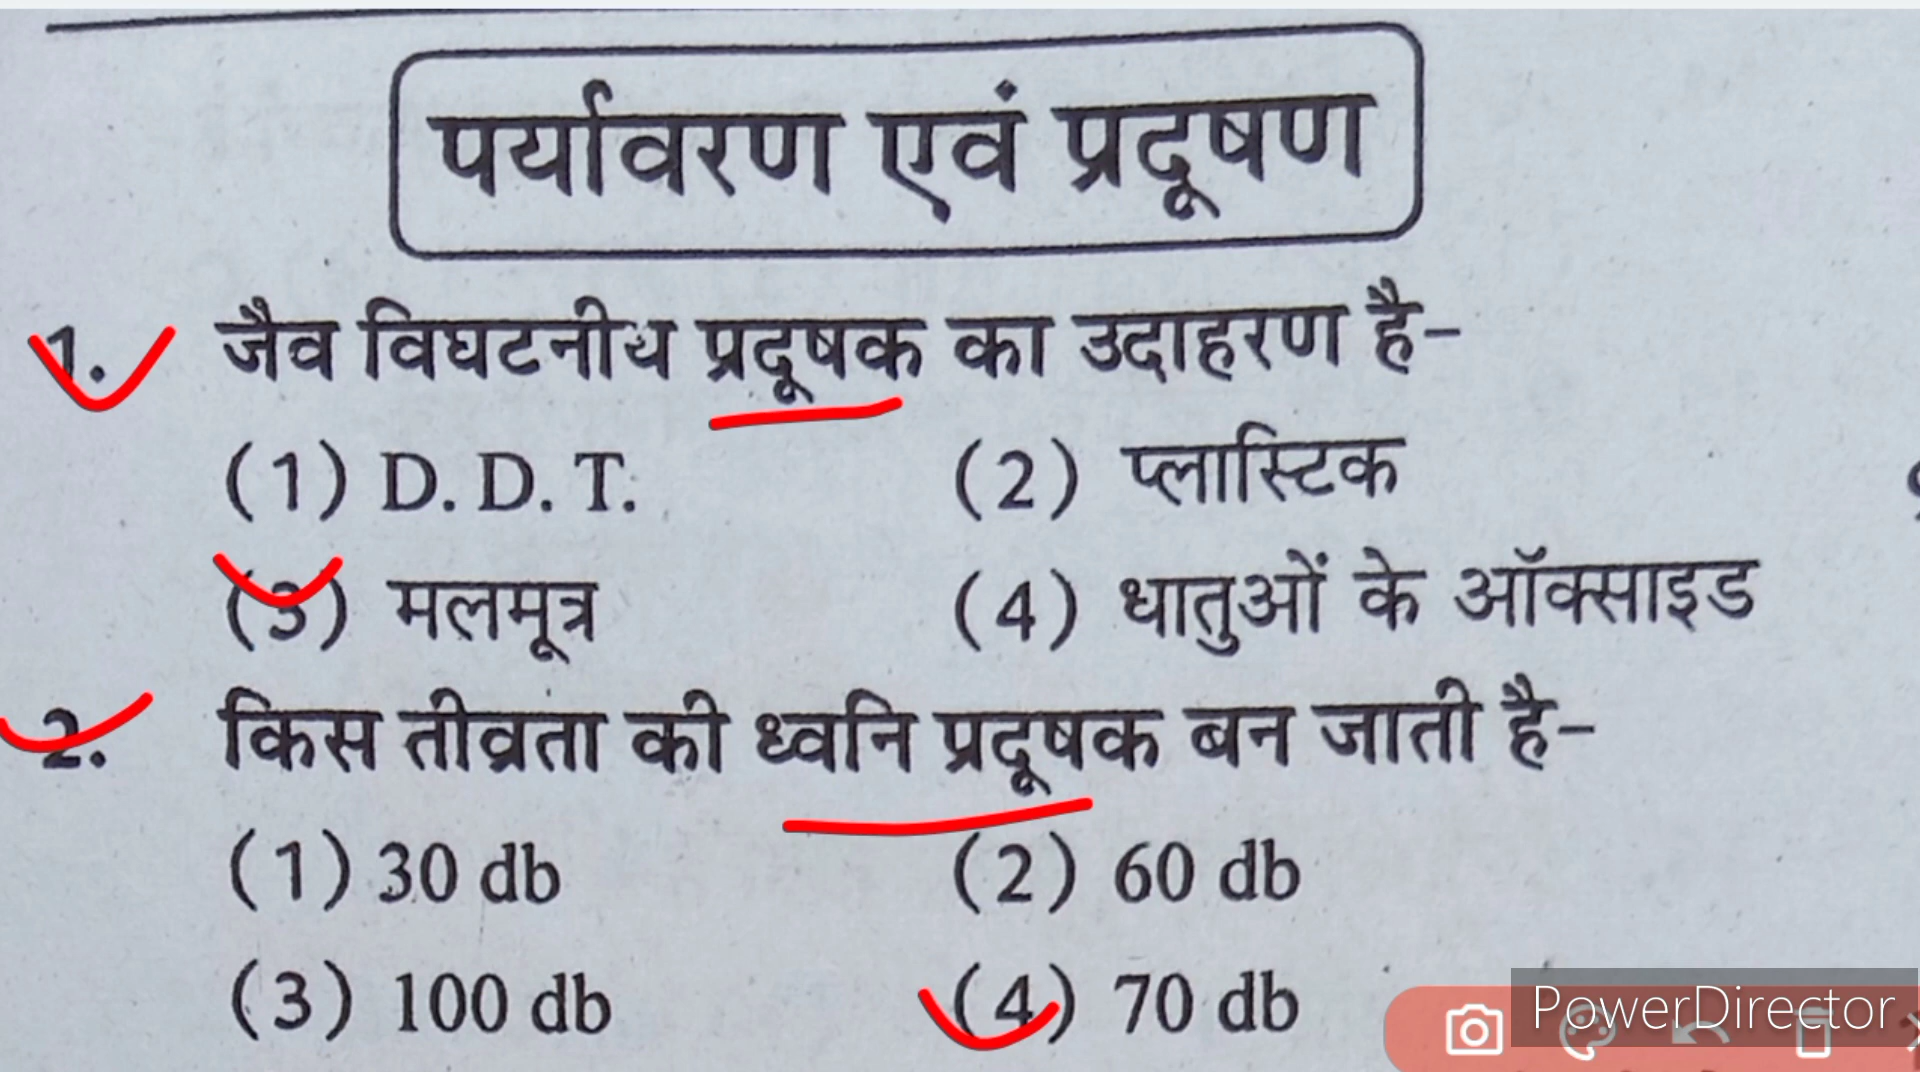 पर्यावरण एवं प्रदूषण
1. जैव विघटनीय प्रदूषक का उदाहरण है-
(1) D. D. T. (2) प्लास्टिक
(3) मलमूत्र (4) धातुओं के ऑक्साइड
2. किस तीव्रता की ध्वनि प्रदूषक बन जाती है-
(1) 30 db (2) 60 db
(3) 100 db (4) 70 db
PowerDirector